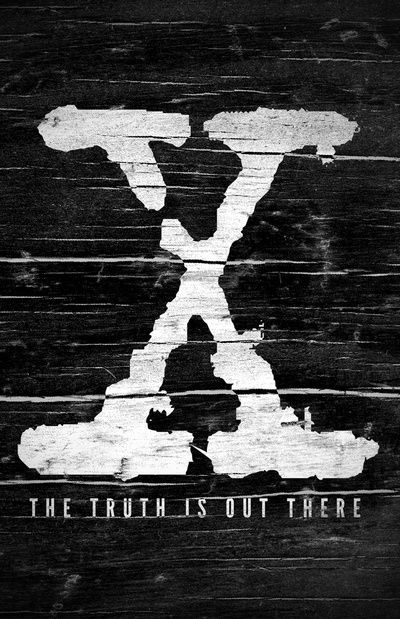 X
THE TRUTH IS OUT THERE